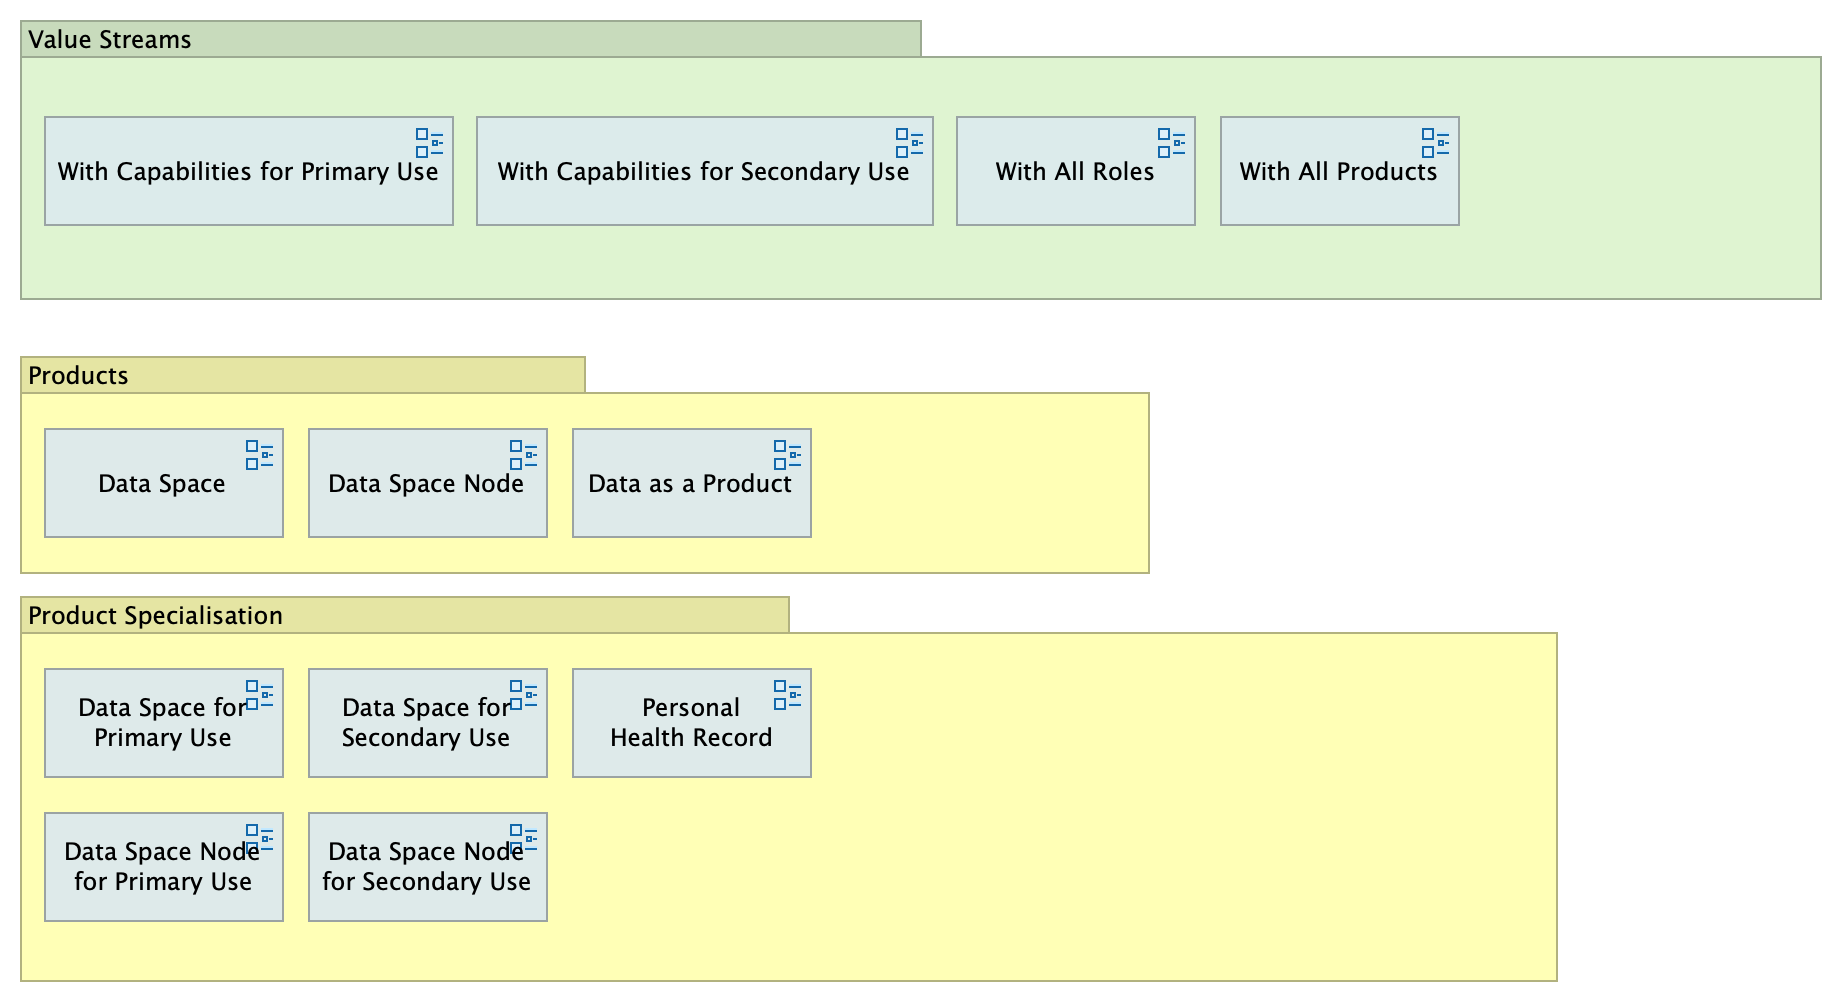 Value Streams
With Capabilities for Primary Use
With Capabilities for Secondary Use
With All Roles
With All Products
Products
Data Space
Data Space Node
Data as a Product
Product Specialisation
Data Space for
Primary Use
Data Space for
Secondary Use
Personal
Health Record
Data Space Node
for Primary Use
Data Space Node
for Secondary Use